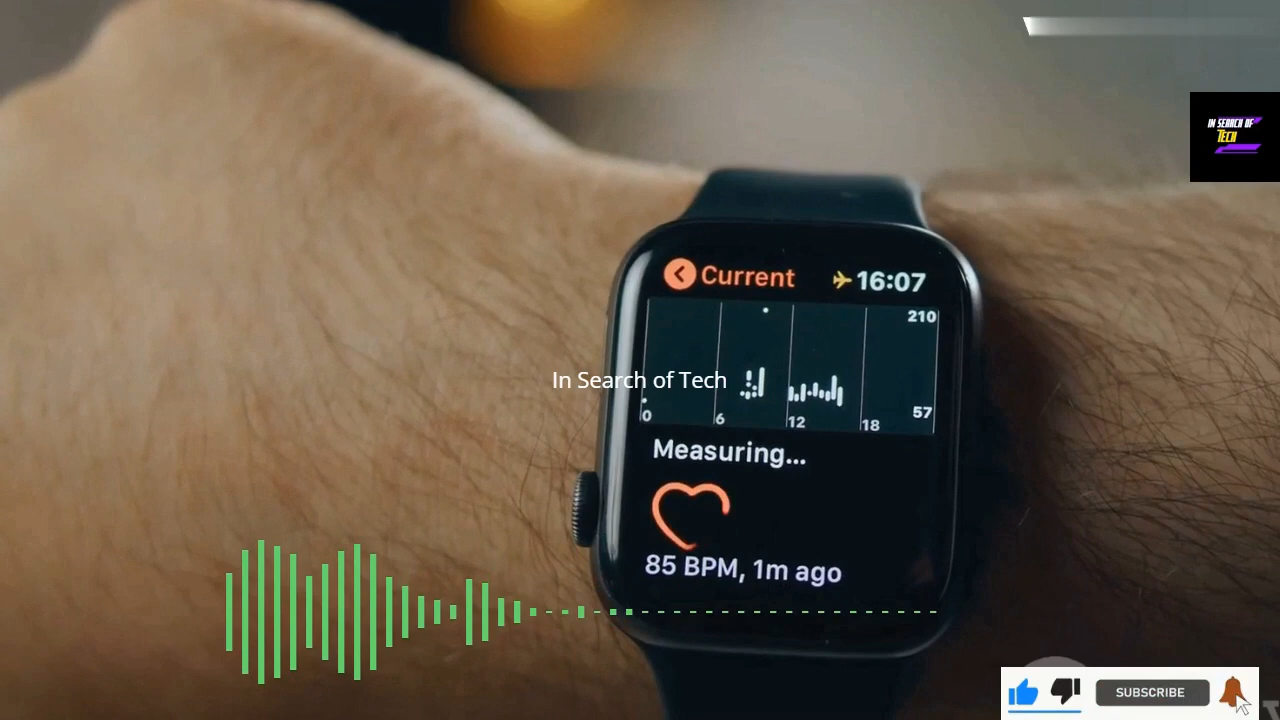 IN SEARCH OF
TECH
Current
16:07
210
In Search of Tech
57
0
6
12
18
Measuring...
85 BPM, 1m ago
SUBSCRIBE